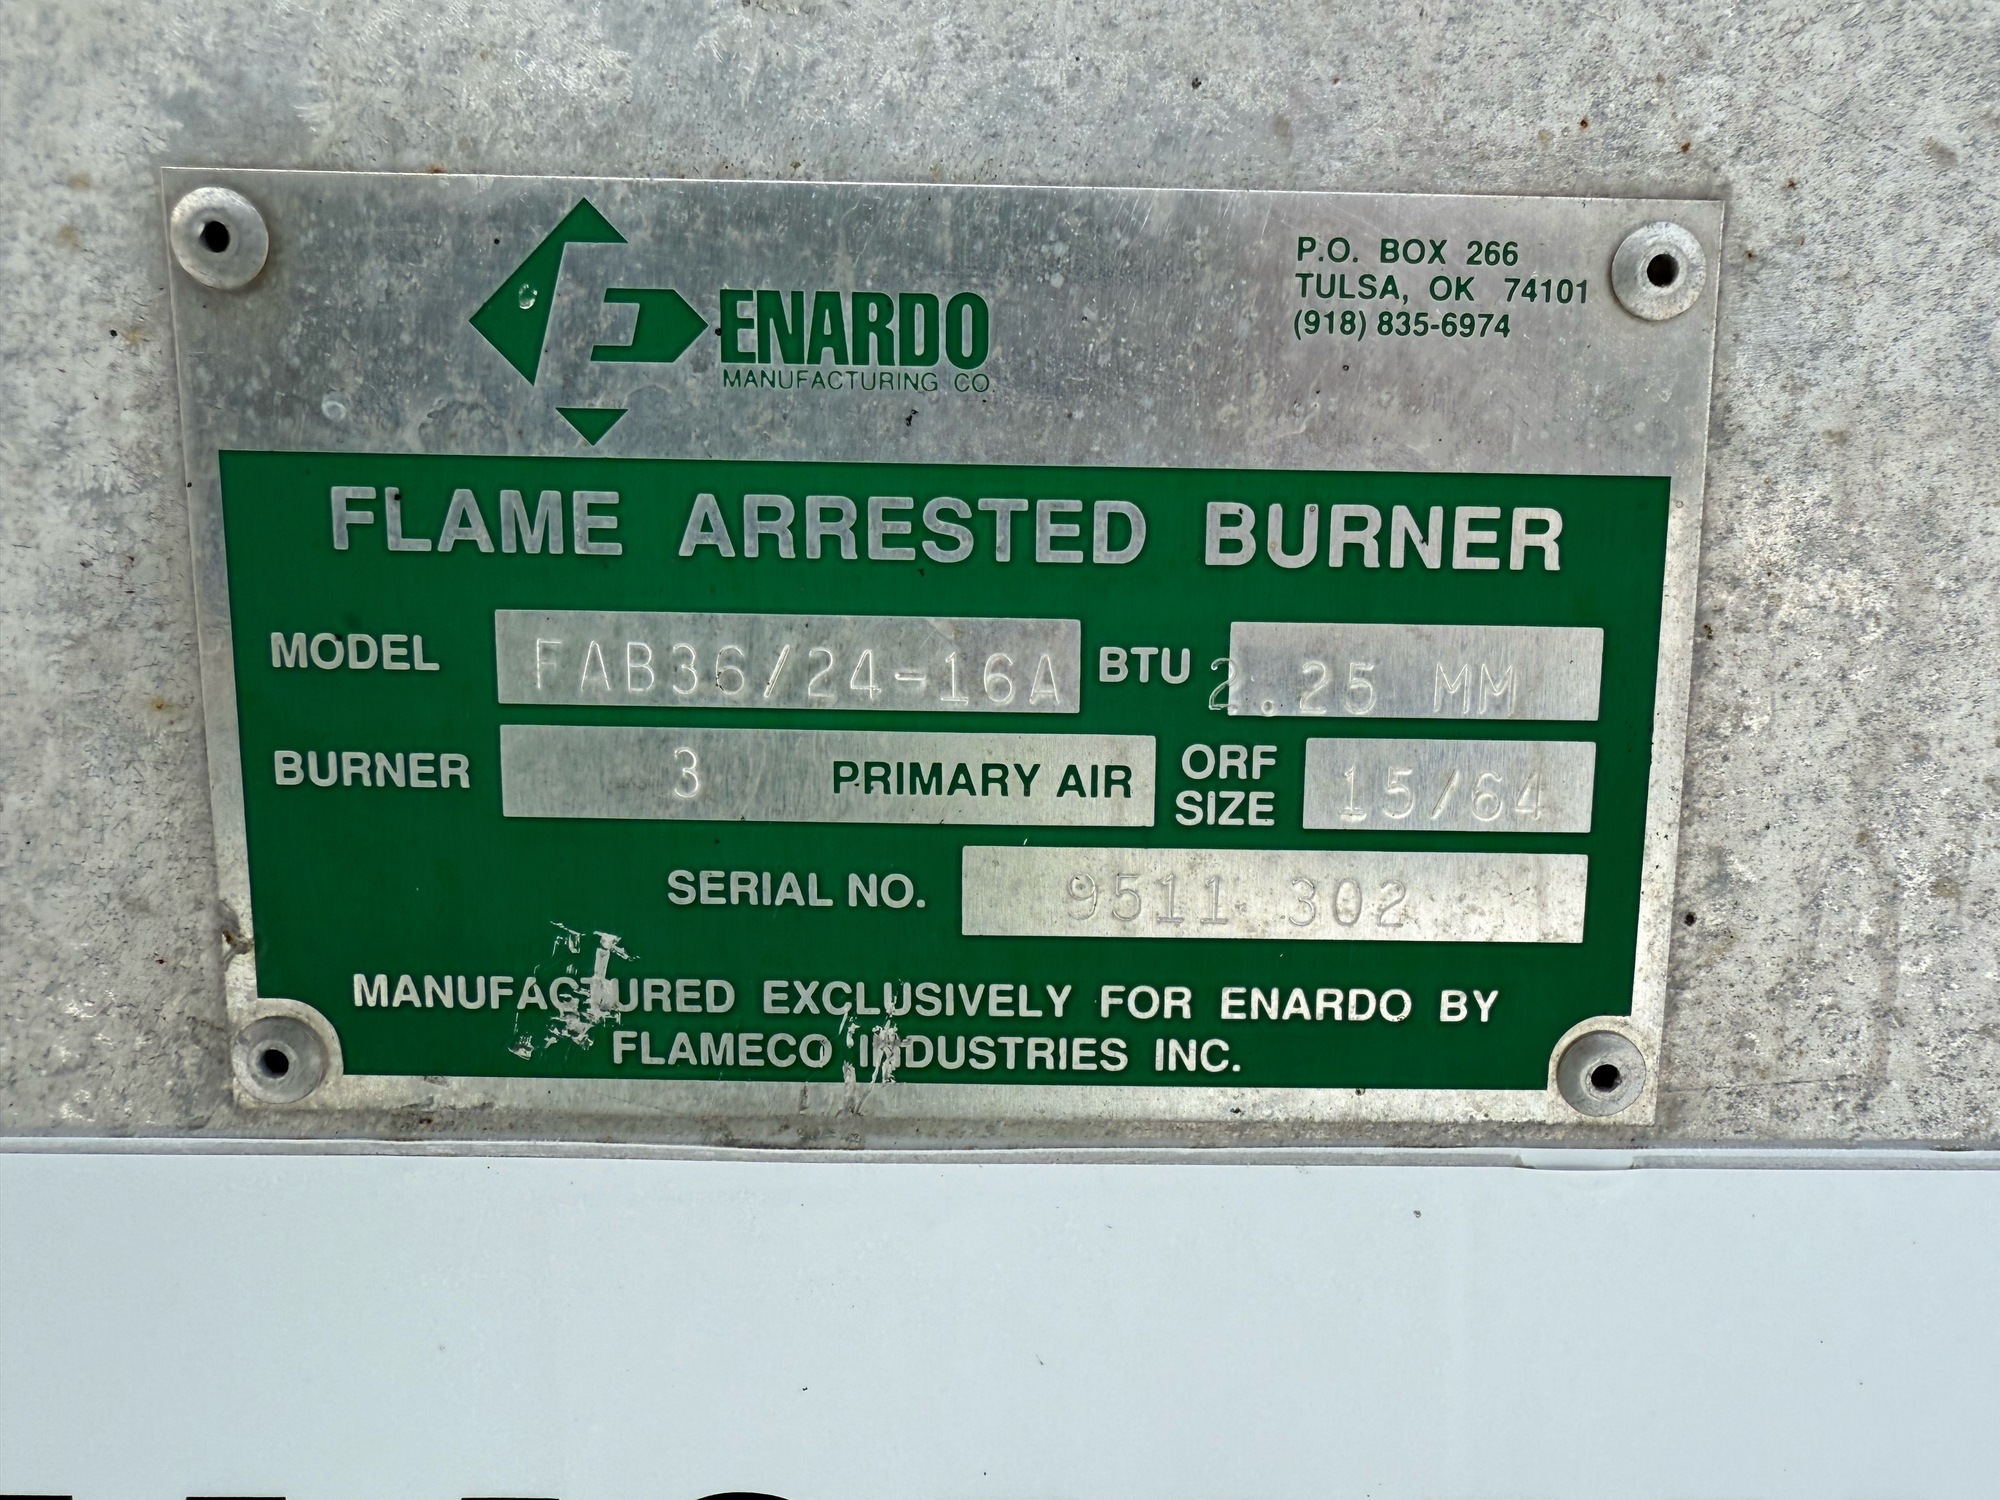 ENARDO
MANUFACTURING CO.
P.O. BOX 266
TULSA, OK 74101
(918) 835-6974
FLAME ARRESTED BURNER
MODEL FAB36/24-16A BTU 2.25 MM
BURNER 3 PRIMARY AIR ORF SIZE 15/64
SERIAL NO. 9511 302
MANUFACTURED EXCLUSIVELY FOR ENARDO BY
FLAMECO INDUSTRIES INC.